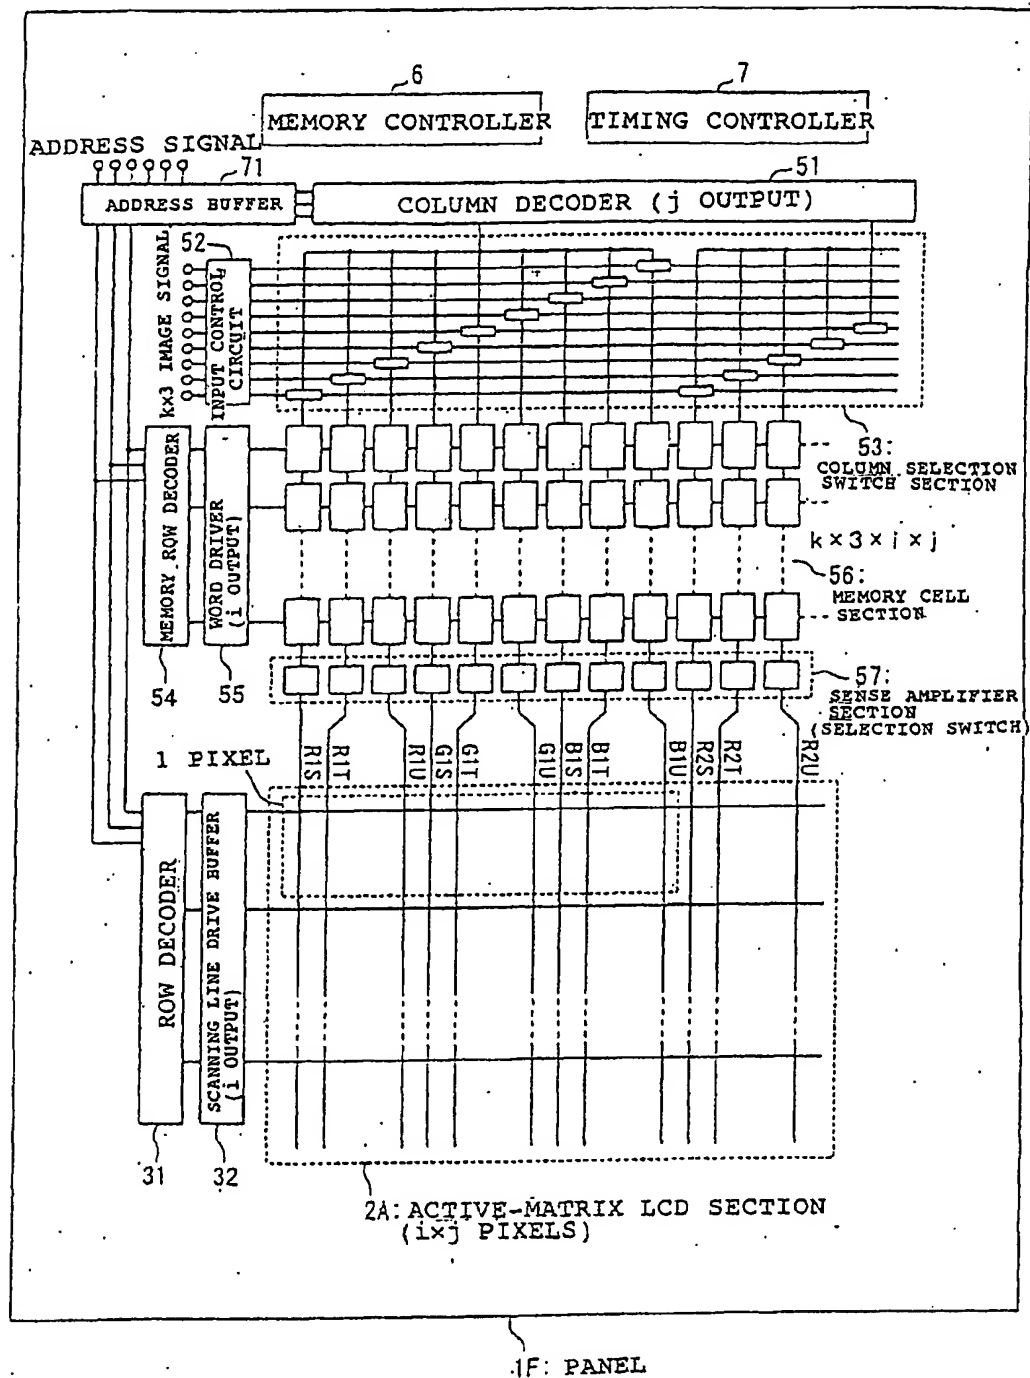 6
7
MEMORY CONTROLLER
TIMING CONTROLLER
ADDRESS SIGNAL
71
51
ADDRESS BUFFER
COLUMN DECODER (j OUTPUT)
k×3 IMAGE SIGNAL
52
INPUT CONTROL
CIRCUIT
53:
COLUMN SELECTION
SWITCH SECTION
MEMORY ROW DECODER
WORD DRIVER
(i OUTPUT)
k×3×i×j
56:
MEMORY CELL
SECTION
54
55
57:
SENSE AMPLIFIER
SECTION
(SELECTION SWITCH)
1 PIXEL
R1S
R1T
R1U
G1S
G1T
G1U
B1S
B1T
B1U
R2S
R2T
R2U
ROW DECODER
SCANNING LINE DRIVE BUFFER
(i OUTPUT)
31
32
2A: ACTIVE-MATRIX LCD SECTION
(i×j PIXELS)
1F: PANEL